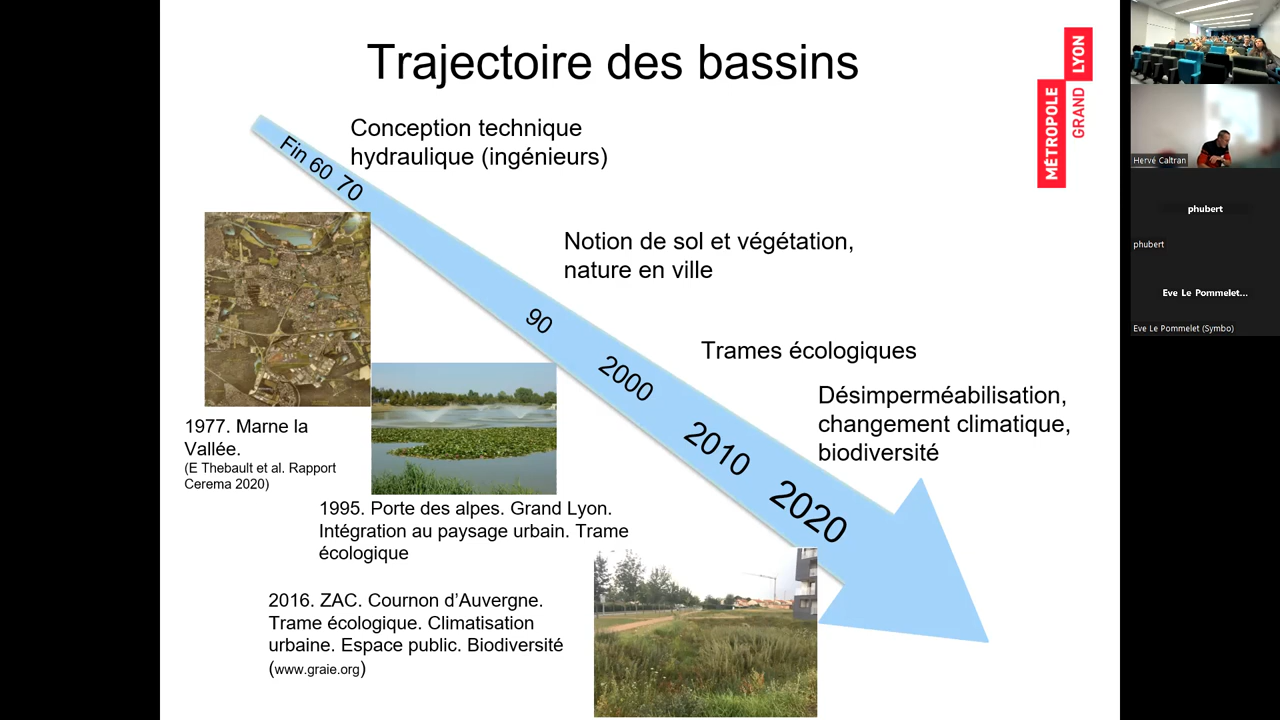 Trajectoire des bassins
MÉTROPOLE
GRAND LYON
Conception technique
hydraulique (ingénieurs)
Fin 60 70
Notion de sol et végétation,
nature en ville
90
2000
Trames écologiques
2010
Désimperméabilisation,
changement climatique,
biodiversité
2020
1977. Marne la
Vallée.
(E Thebault et al. Rapport
Cerema 2020)
1995. Porte des alpes. Grand Lyon.
Intégration au paysage urbain. Trame
écologique
2016. ZAC. Cournon d’Auvergne.
Trame écologique. Climatisation
urbaine. Espace public. Biodiversité
(www.graie.org)
Hervé Caltran
phubert
phubert
Eve Le Pommelet...
Eve Le Pommelet (Symbo)